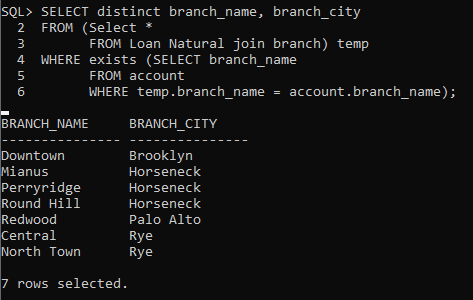 SQL> SELECT distinct branch_name, branch_city
  2  FROM (Select *
  3        FROM Loan Natural join branch) temp
  4  WHERE exists (SELECT branch_name
  5        FROM account
  6        WHERE temp.branch_name = account.branch_name);
BRANCH_NAME     BRANCH_CITY
--------------- ---------------
Downtown        Brooklyn
Mianus          Horseneck
Perryridge      Horseneck
Round Hill      Horseneck
Redwood         Palo Alto
Central         Rye
North Town      Rye
7 rows selected.